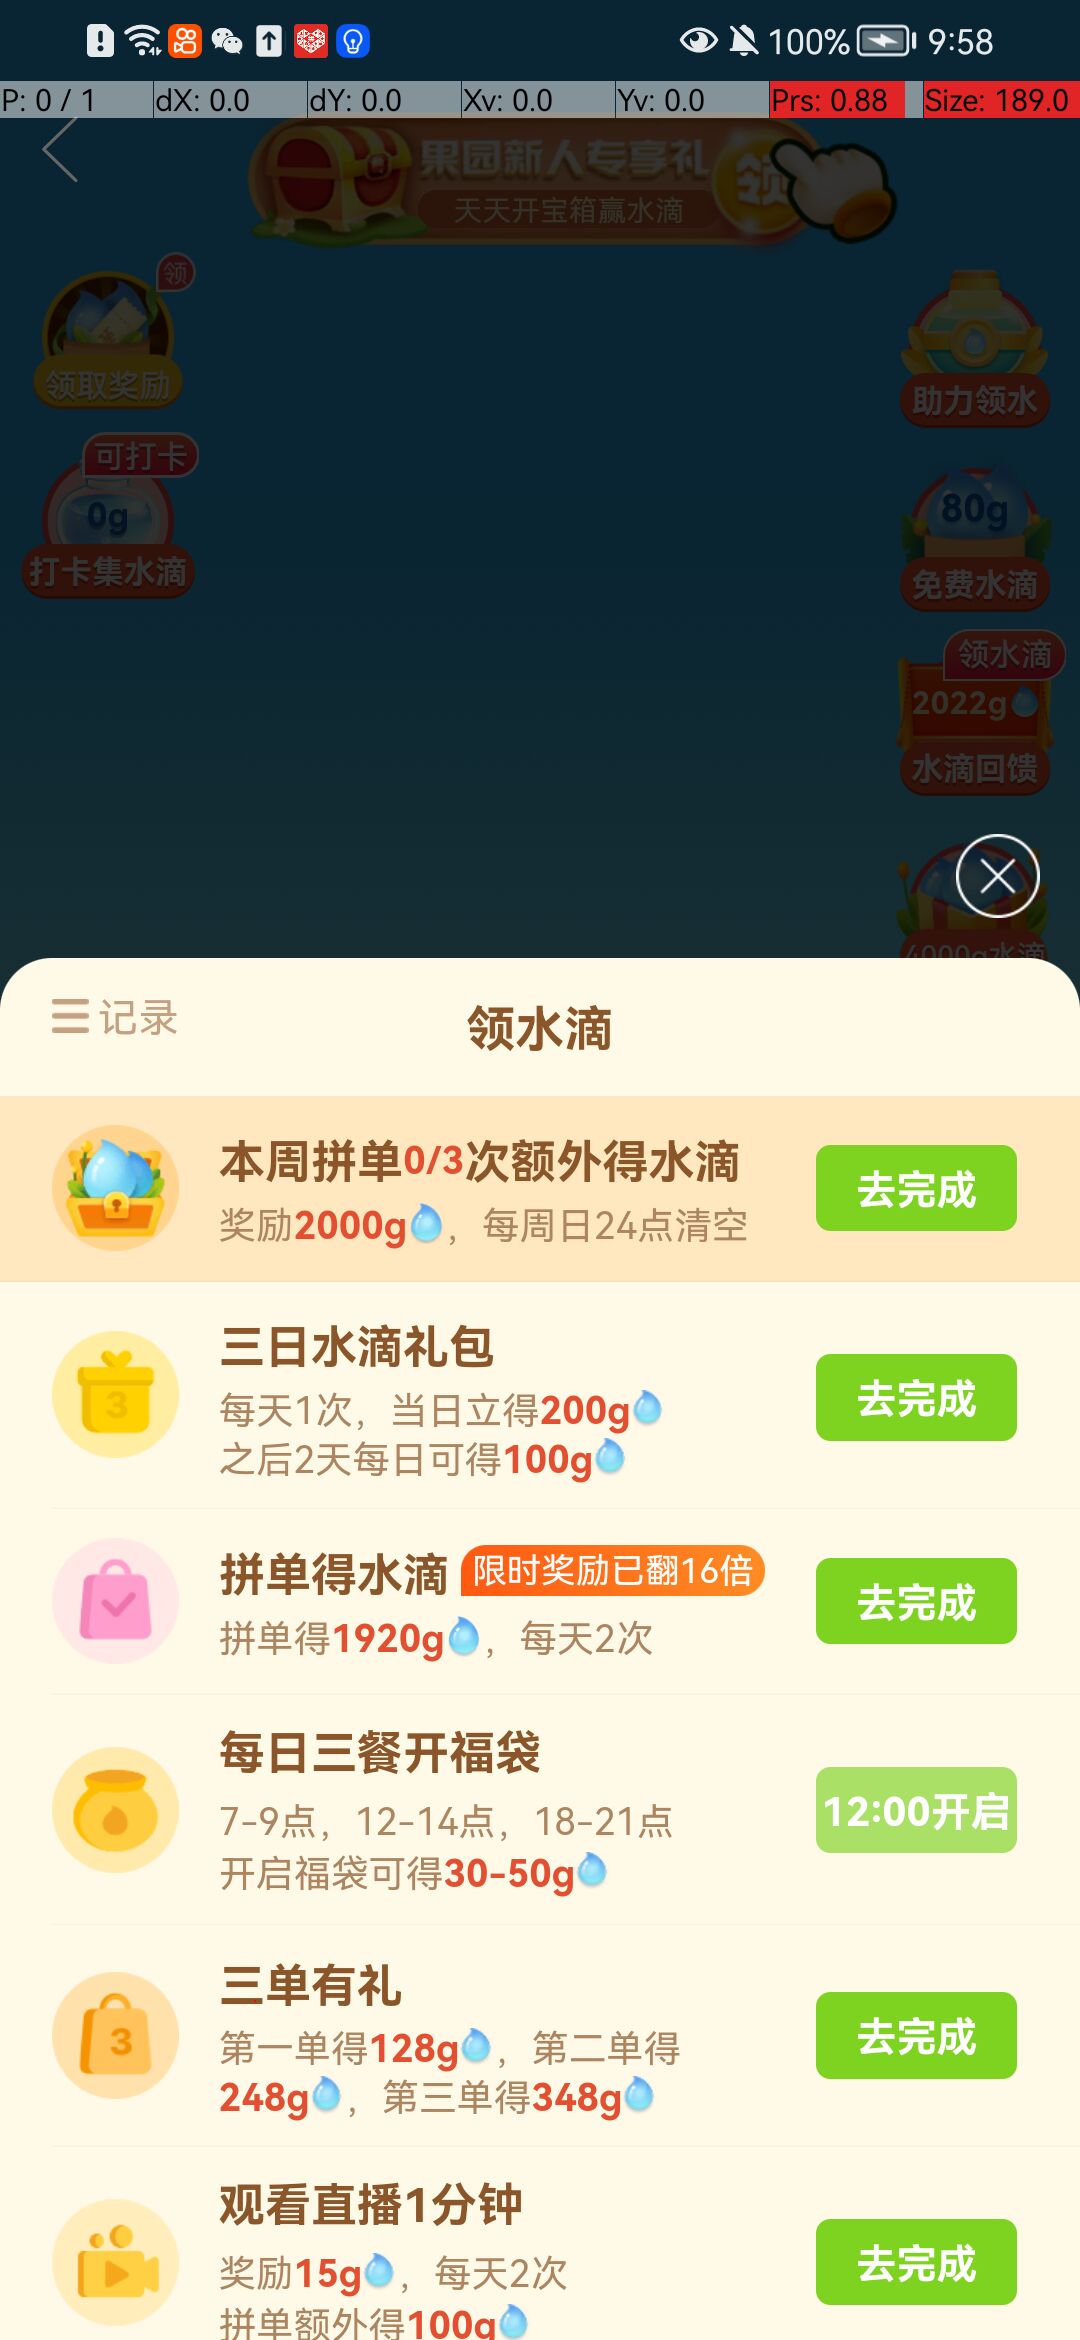 100% 9:58
P: 0 / 1 dX: 0.0 dY: 0.0 Xv: 0.0 Yv: 0.0 Prs: 0.88 Size: 189.0
果园新人专享礼 领
天天开宝箱赢水滴
领
领取奖励
助力领水
可打卡
0g
打卡集水滴
80g
免费水滴
领水滴
2022g
水滴回馈
4000g水滴
记录
领水滴
本周拼单0/3次额外得水滴
奖励2000g，每周日24点清空
去完成
三日水滴礼包
每天1次，当日立得200g
之后2天每日可得100g
3
去完成
拼单得水滴 限时奖励已翻16倍
拼单得1920g，每天2次
去完成
每日三餐开福袋
7-9点，12-14点，18-21点
开启福袋可得30-50g
12:00开启
三单有礼
第一单得128g，第二单得
248g，第三单得348g
3
去完成
观看直播1分钟
奖励15g，每天2次
拼单额外得100g
去完成